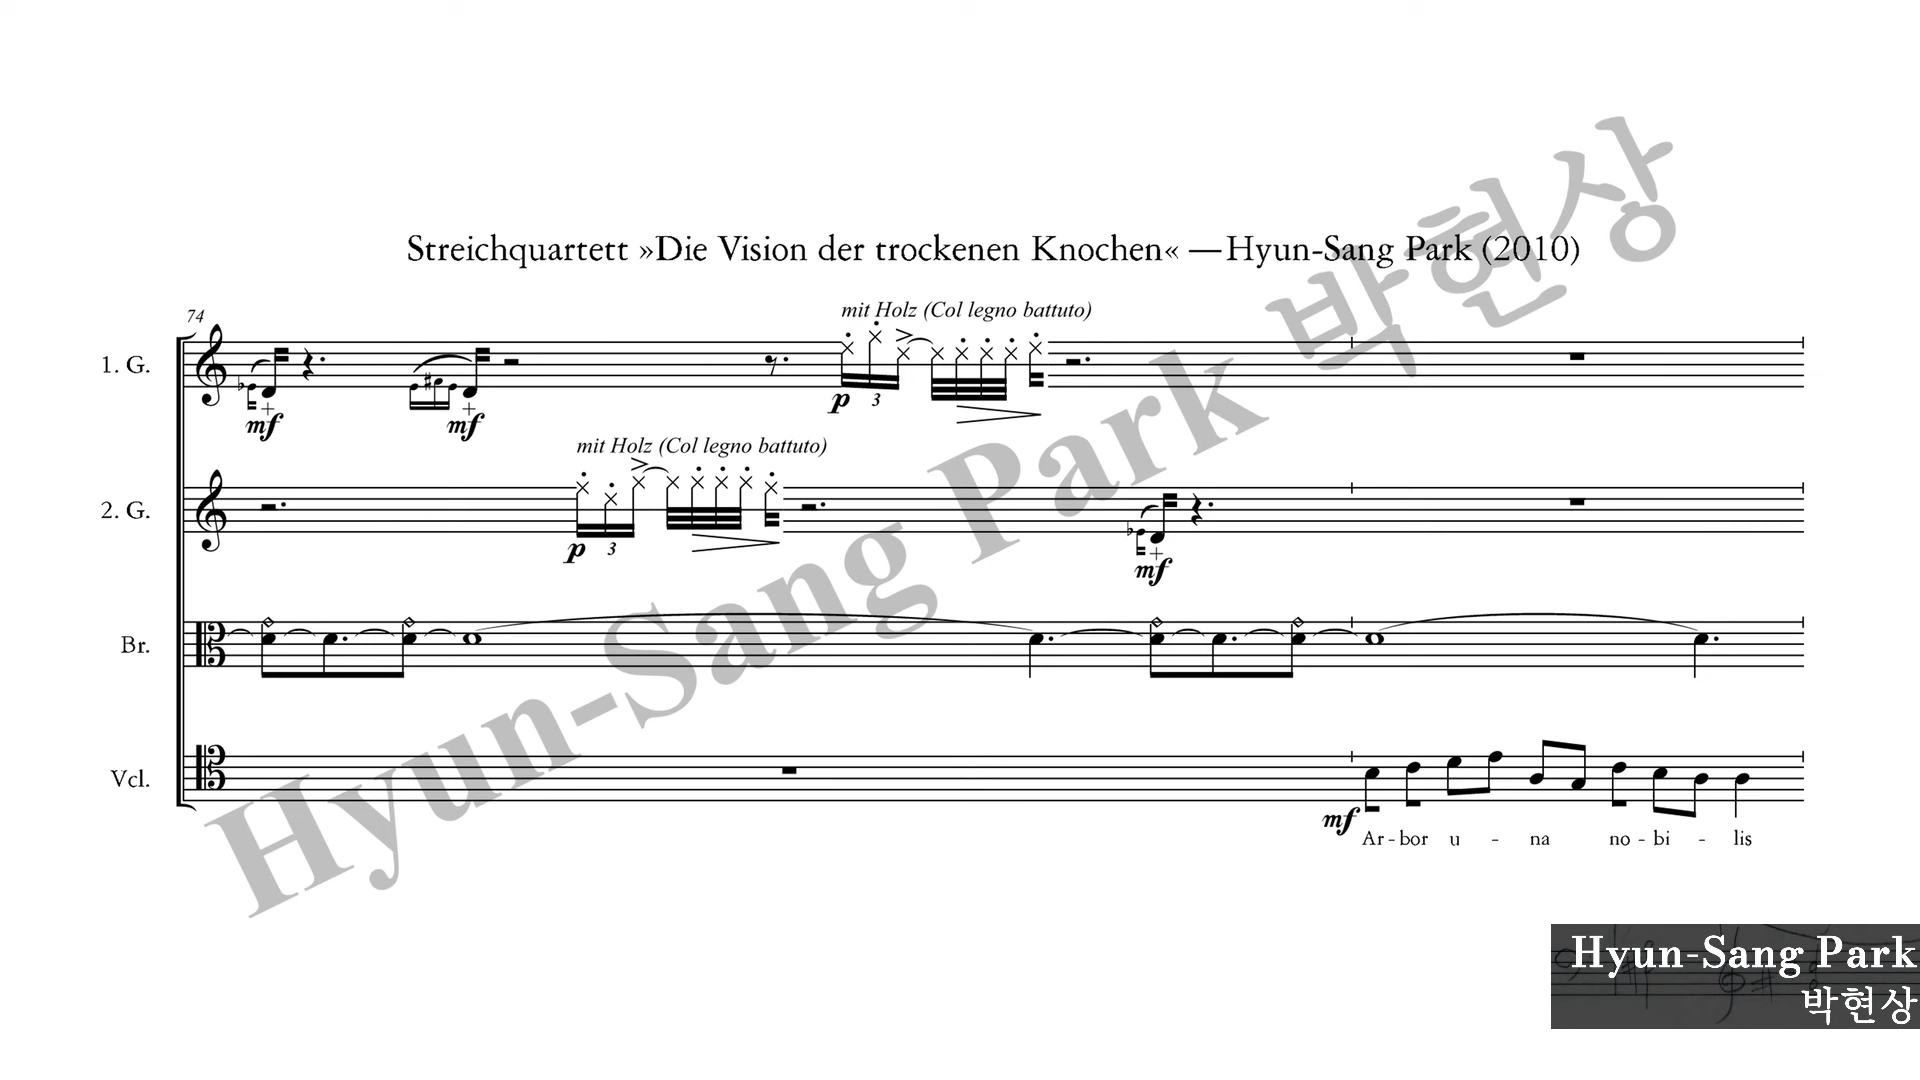 Streichquartett »Die Vision der trockenen Knochen« — Hyun-Sang Park (2010)
Hyun-Sang Park 박현상
74
mit Holz (Col legno battuto)
1. G.
p
3
mf
mf
mit Holz (Col legno battuto)
2. G.
p
3
mf
Br.
Vcl.
mf
Ar - bor u - na no - bi - lis
Hyun-Sang Park
박현상